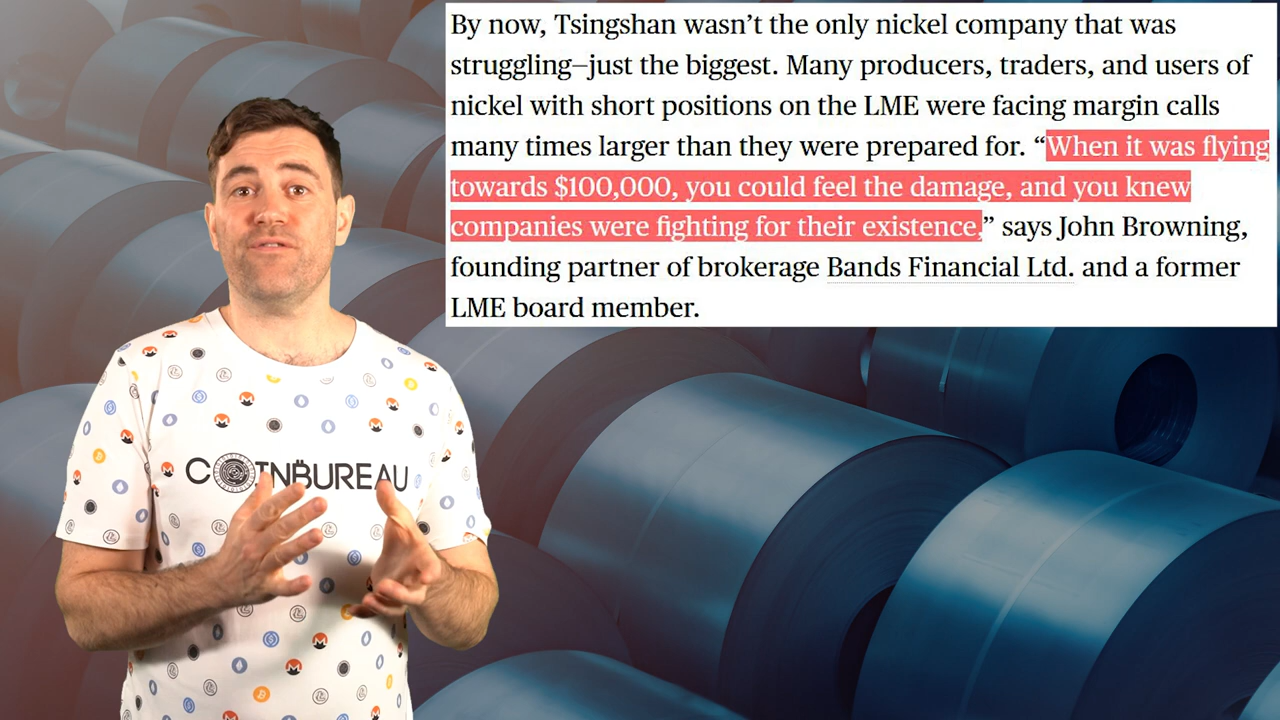 By now, Tsingshan wasn’t the only nickel company that was
struggling—just the biggest. Many producers, traders, and users of
nickel with short positions on the LME were facing margin calls
many times larger than they were prepared for. “When it was flying
towards $100,000, you could feel the damage, and you knew
companies were fighting for their existence,” says John Browning,
founding partner of brokerage Bands Financial Ltd. and a former
LME board member.
COINBUREAU